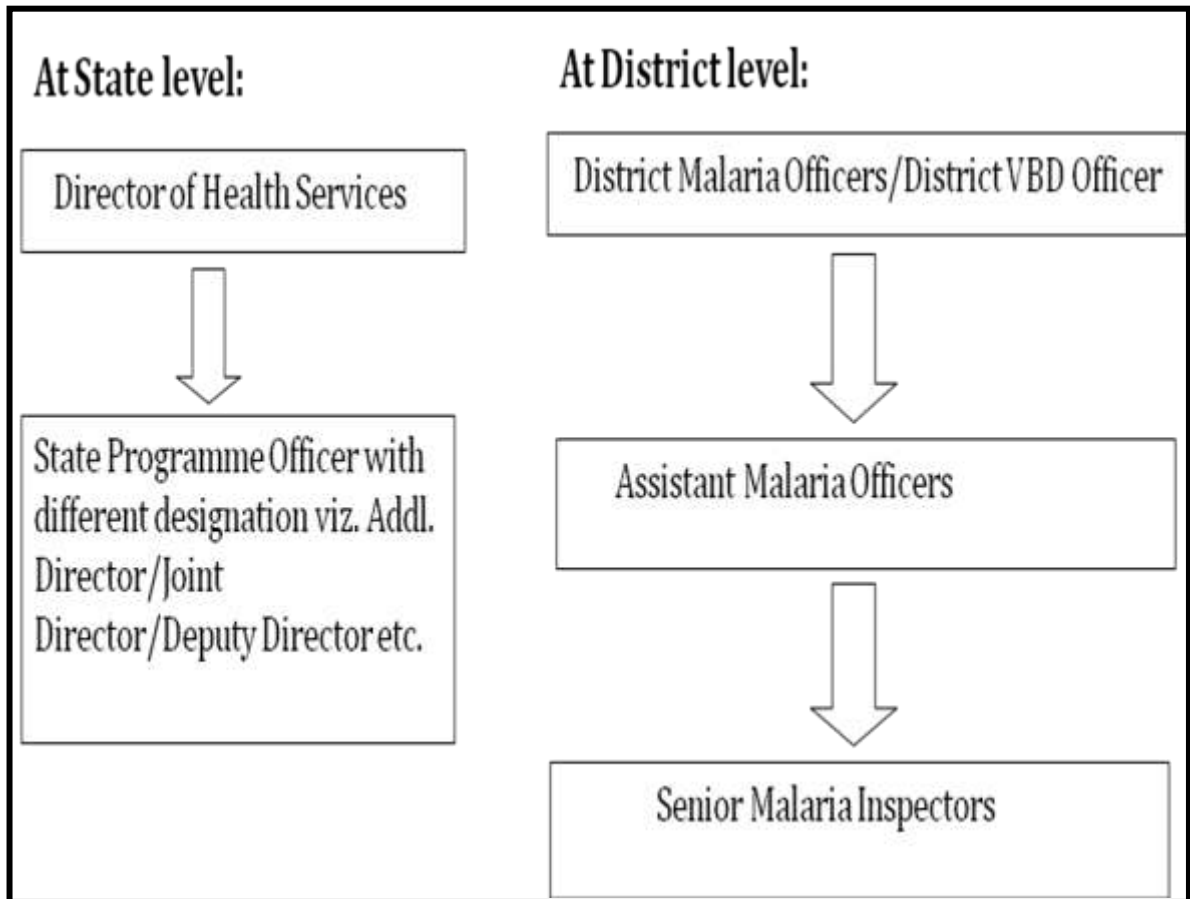 At State level:
Director of Health Services
State Programme Officer with
different designation viz. Addl.
Director/Joint
Director/Deputy Director etc.
At District level:
District Malaria Officers/District VBD Officer
Assistant Malaria Officers
Senior Malaria Inspectors